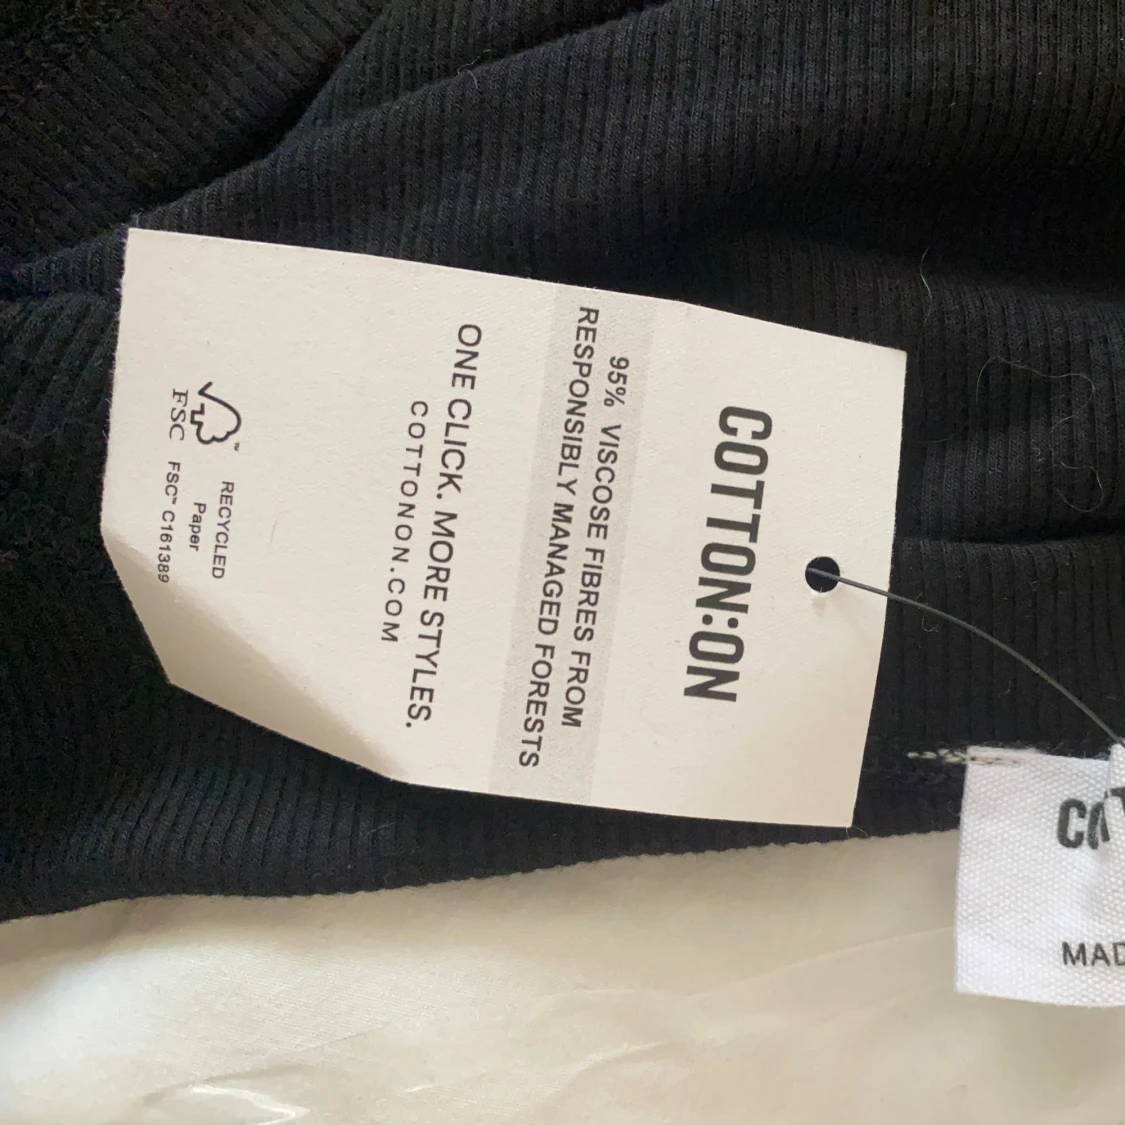 COTTON:ON
95% VISCOSE FIBRES FROM
RESPONSIBLY MANAGED FORESTS
ONE CLICK. MORE STYLES.
COTTONON.COM
FSC
RECYCLED
Paper
FSC™ C161389